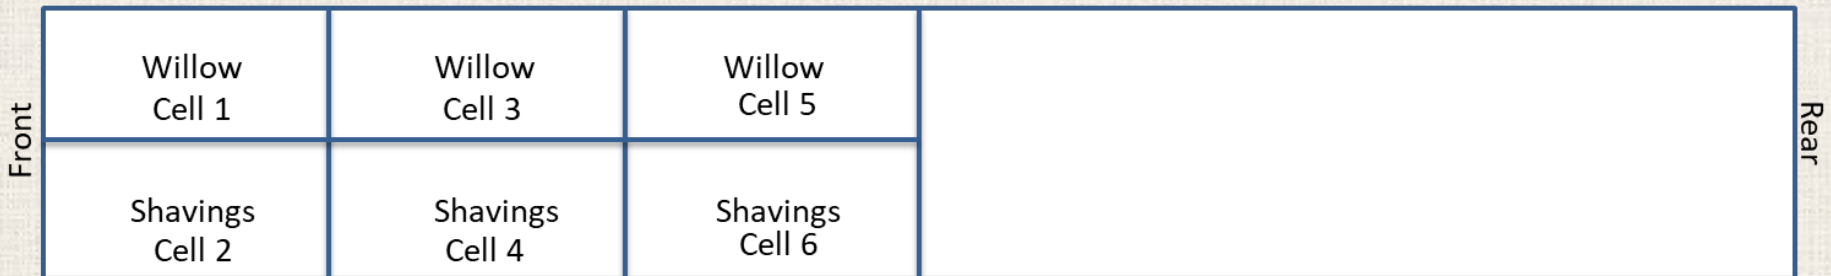 Front
Willow
Cell 1
Willow
Cell 3
Willow
Cell 5
Shavings
Cell 2
Shavings
Cell 4
Shavings
Cell 6
Rear